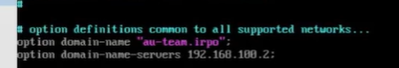 #
# option definitions common to all supported networks...
option domain-name "au-team.irpo";
option domain-name-servers 192.168.100.2;